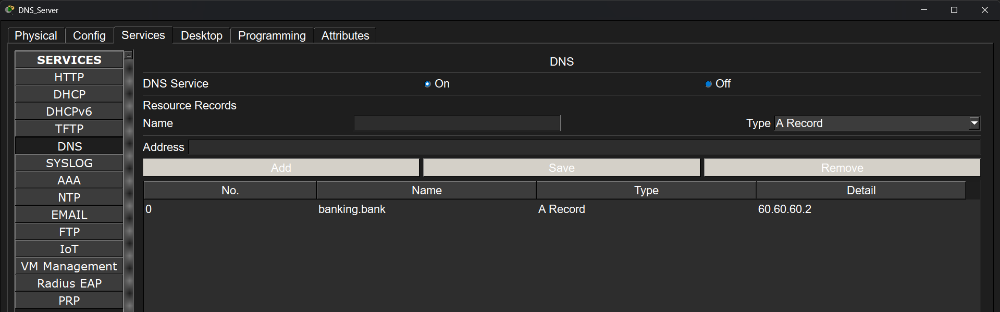 DNS_Server
Physical Config Services Desktop Programming Attributes
SERVICES
HTTP
DHCP
DHCPv6
TFTP
DNS
SYSLOG
AAA
NTP
EMAIL
FTP
IoT
VM Management
Radius EAP
PRP
DNS
DNS Service On Off
Resource Records
Name Type A Record
Address
Add Save Remove
No. Name Type Detail
0 banking.bank A Record 60.60.60.2